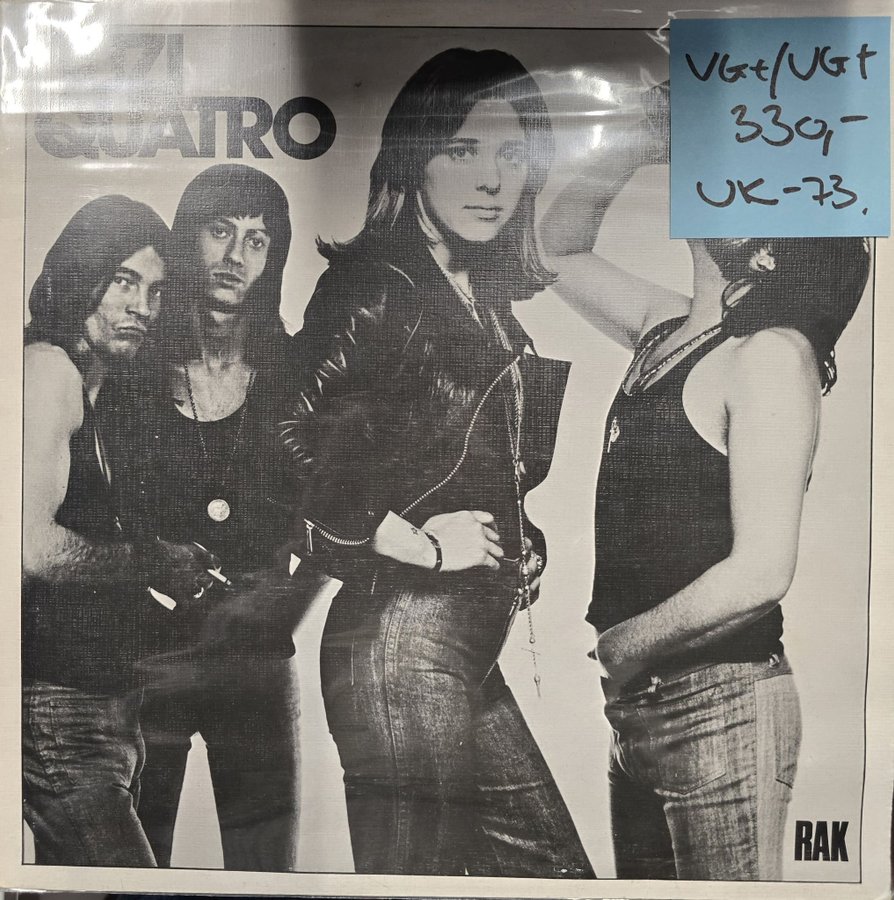 QUATRO
VG+/VG+
330,-
UK-73.
RAK